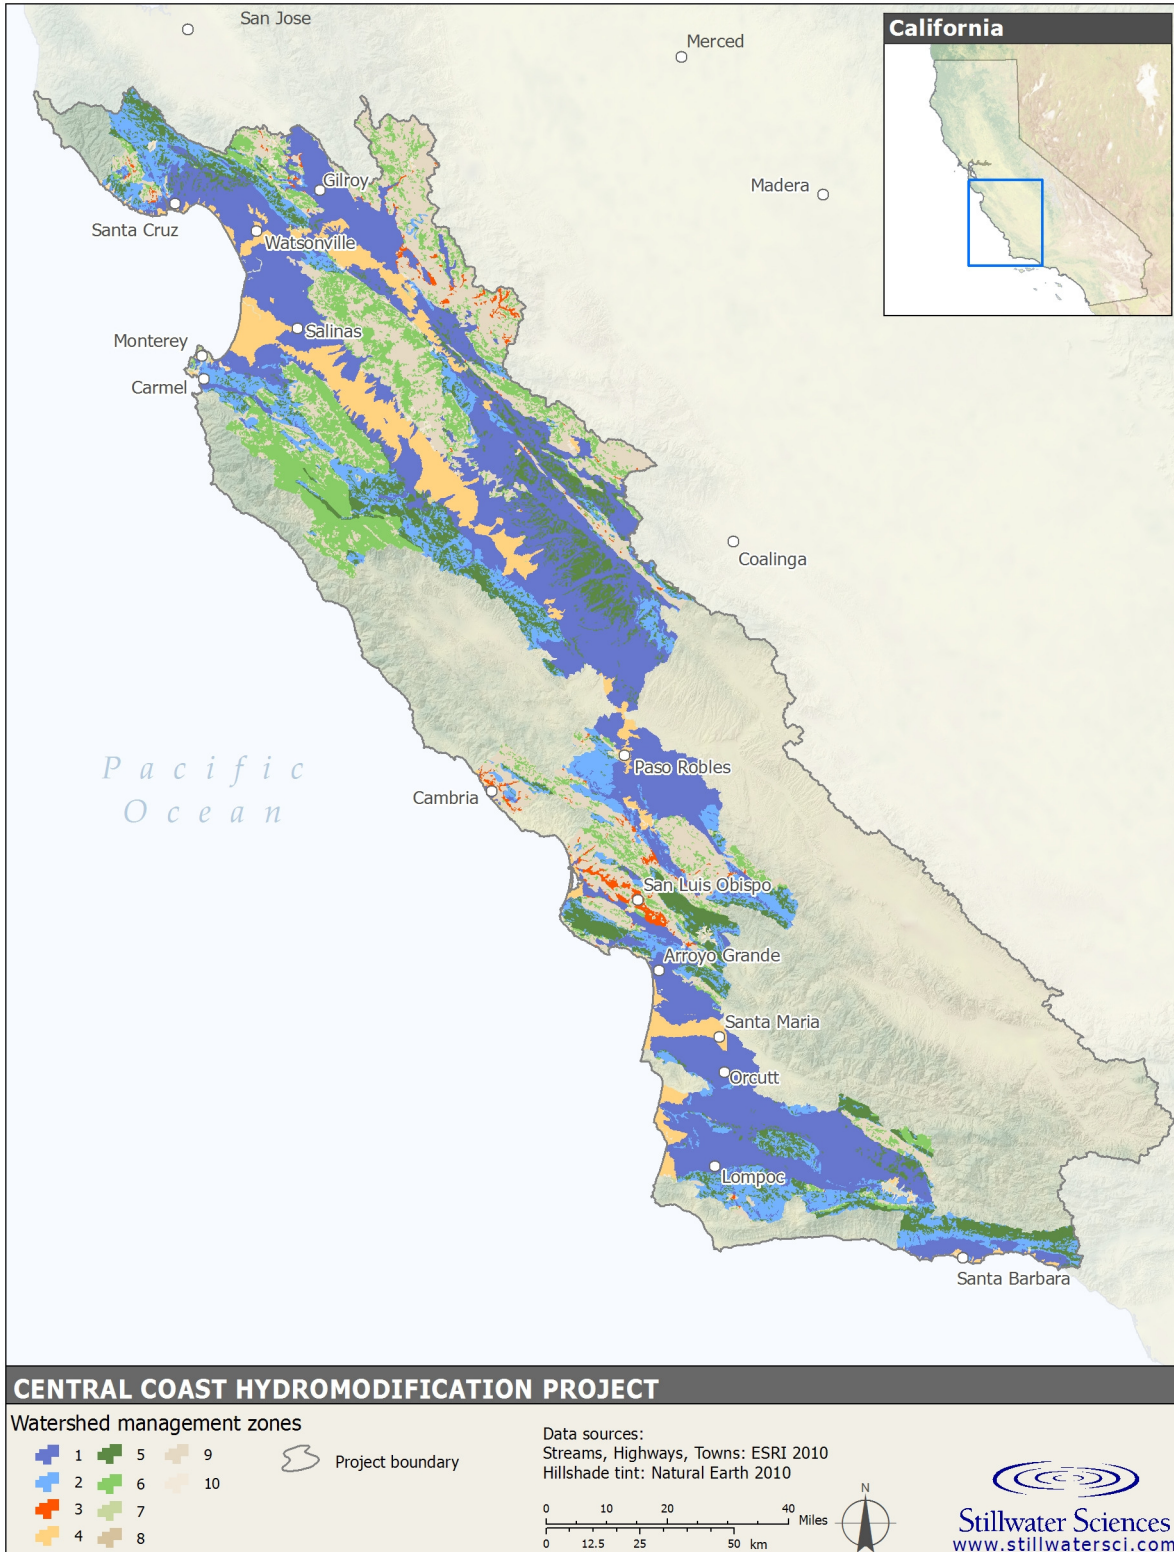 San Jose
Merced
California
Madera
Gilroy
Santa Cruz
Watsonville
Salinas
Monterey
Carmel
Coalinga
Pacific
Ocean
Paso Robles
Cambria
San Luis Obispo
Arroyo Grande
Santa Maria
Orcutt
Lompoc
Santa Barbara
CENTRAL COAST HYDROMODIFICATION PROJECT
Watershed management zones
1 5 9
2 6 10
3 7
4 8
Project boundary
Data sources:
Streams, Highways, Towns: ESRI 2010
Hillshade tint: Natural Earth 2010
0 10 20 40 Miles
0 12.5 25 50 km
N
Stillwater Sciences
www.stillwatersci.com